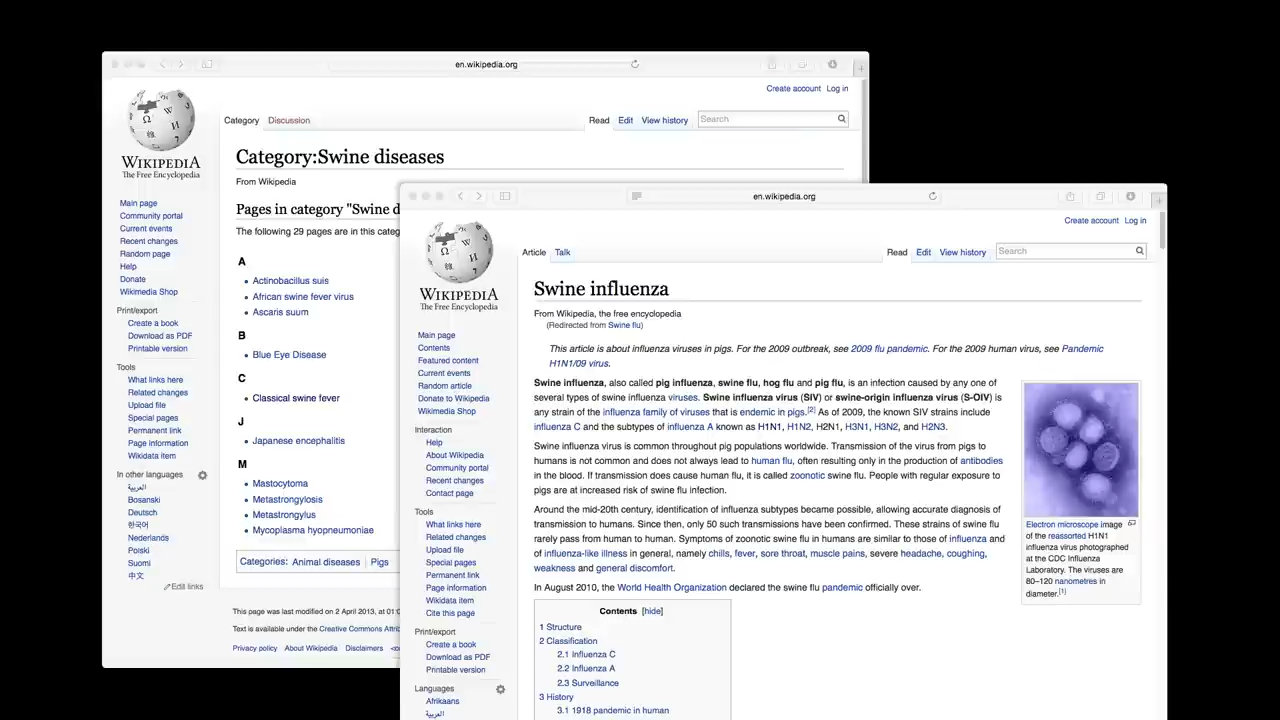 en.wikipedia.org
Create account Log in
Category Discussion
Read Edit View history Search
WIKIPEDIA
The Free Encyclopedia
Category:Swine diseases
From Wikipedia
Pages in category "Swine d
The following 29 pages are in this categ
A
Actinobacillus suis
African swine fever virus
Ascaris suum
B
Blue Eye Disease
C
Classical swine fever
J
Japanese encephalitis
M
Mastocytoma
Metastrongylosis
Metastrongylus
Mycoplasma hyopneumoniae
Categories: Animal diseases | Pigs
This page was last modified on 2 April 2013, at 01:0
Text is available under the Creative Commons Attri
Privacy policy About Wikipedia Disclaimers
Main page
Community portal
Current events
Recent changes
Random page
Help
Donate
Wikimedia Shop
Print/export
Create a book
Download as PDF
Printable version
Tools
What links here
Related changes
Upload file
Special pages
Permanent link
Page information
Wikidata item
In other languages
العربية
Bosanski
Deutsch
한국어
Nederlands
Polski
Suomi
中文
Edit links
en.wikipedia.org
Create account Log in
Article Talk
Read Edit View history Search
WIKIPEDIA
The Free Encyclopedia
Main page
Contents
Featured content
Current events
Random article
Donate to Wikipedia
Wikimedia Shop
Interaction
Help
About Wikipedia
Community portal
Recent changes
Contact page
Tools
What links here
Related changes
Upload file
Special pages
Permanent link
Page information
Wikidata item
Cite this page
Print/export
Create a book
Download as PDF
Printable version
Languages
Afrikaans
العربية
Swine influenza
From Wikipedia, the free encyclopedia
(Redirected from Swine flu)
This article is about influenza viruses in pigs. For the 2009 outbreak, see 2009 flu pandemic. For the 2009 human virus, see Pandemic
H1N1/09 virus.
Swine influenza, also called pig influenza, swine flu, hog flu and pig flu, is an infection caused by any one of
several types of swine influenza viruses. Swine influenza virus (SIV) or swine-origin influenza virus (S-OIV) is
any strain of the influenza family of viruses that is endemic in pigs.[2] As of 2009, the known SIV strains include
influenza C and the subtypes of influenza A known as H1N1, H1N2, H2N1, H3N1, H3N2, and H2N3.
Swine influenza virus is common throughout pig populations worldwide. Transmission of the virus from pigs to
humans is not common and does not always lead to human flu, often resulting only in the production of antibodies
in the blood. If transmission does cause human flu, it is called zoonotic swine flu. People with regular exposure to
pigs are at increased risk of swine flu infection.
Around the mid-20th century, identification of influenza subtypes became possible, allowing accurate diagnosis of
transmission to humans. Since then, only 50 such transmissions have been confirmed. These strains of swine flu
rarely pass from human to human. Symptoms of zoonotic swine flu in humans are similar to those of influenza and
of influenza-like illness in general, namely chills, fever, sore throat, muscle pains, severe headache, coughing,
weakness and general discomfort.
In August 2010, the World Health Organization declared the swine flu pandemic officially over.
Electron microscope image
of the reassorted H1N1
influenza virus photographed
at the CDC Influenza
Laboratory. The viruses are
80–120 nanometres in
diameter.[1]
Contents [hide]
1 Structure
2 Classification
2.1 Influenza C
2.2 Influenza A
2.3 Surveillance
3 History
3.1 1918 pandemic in human